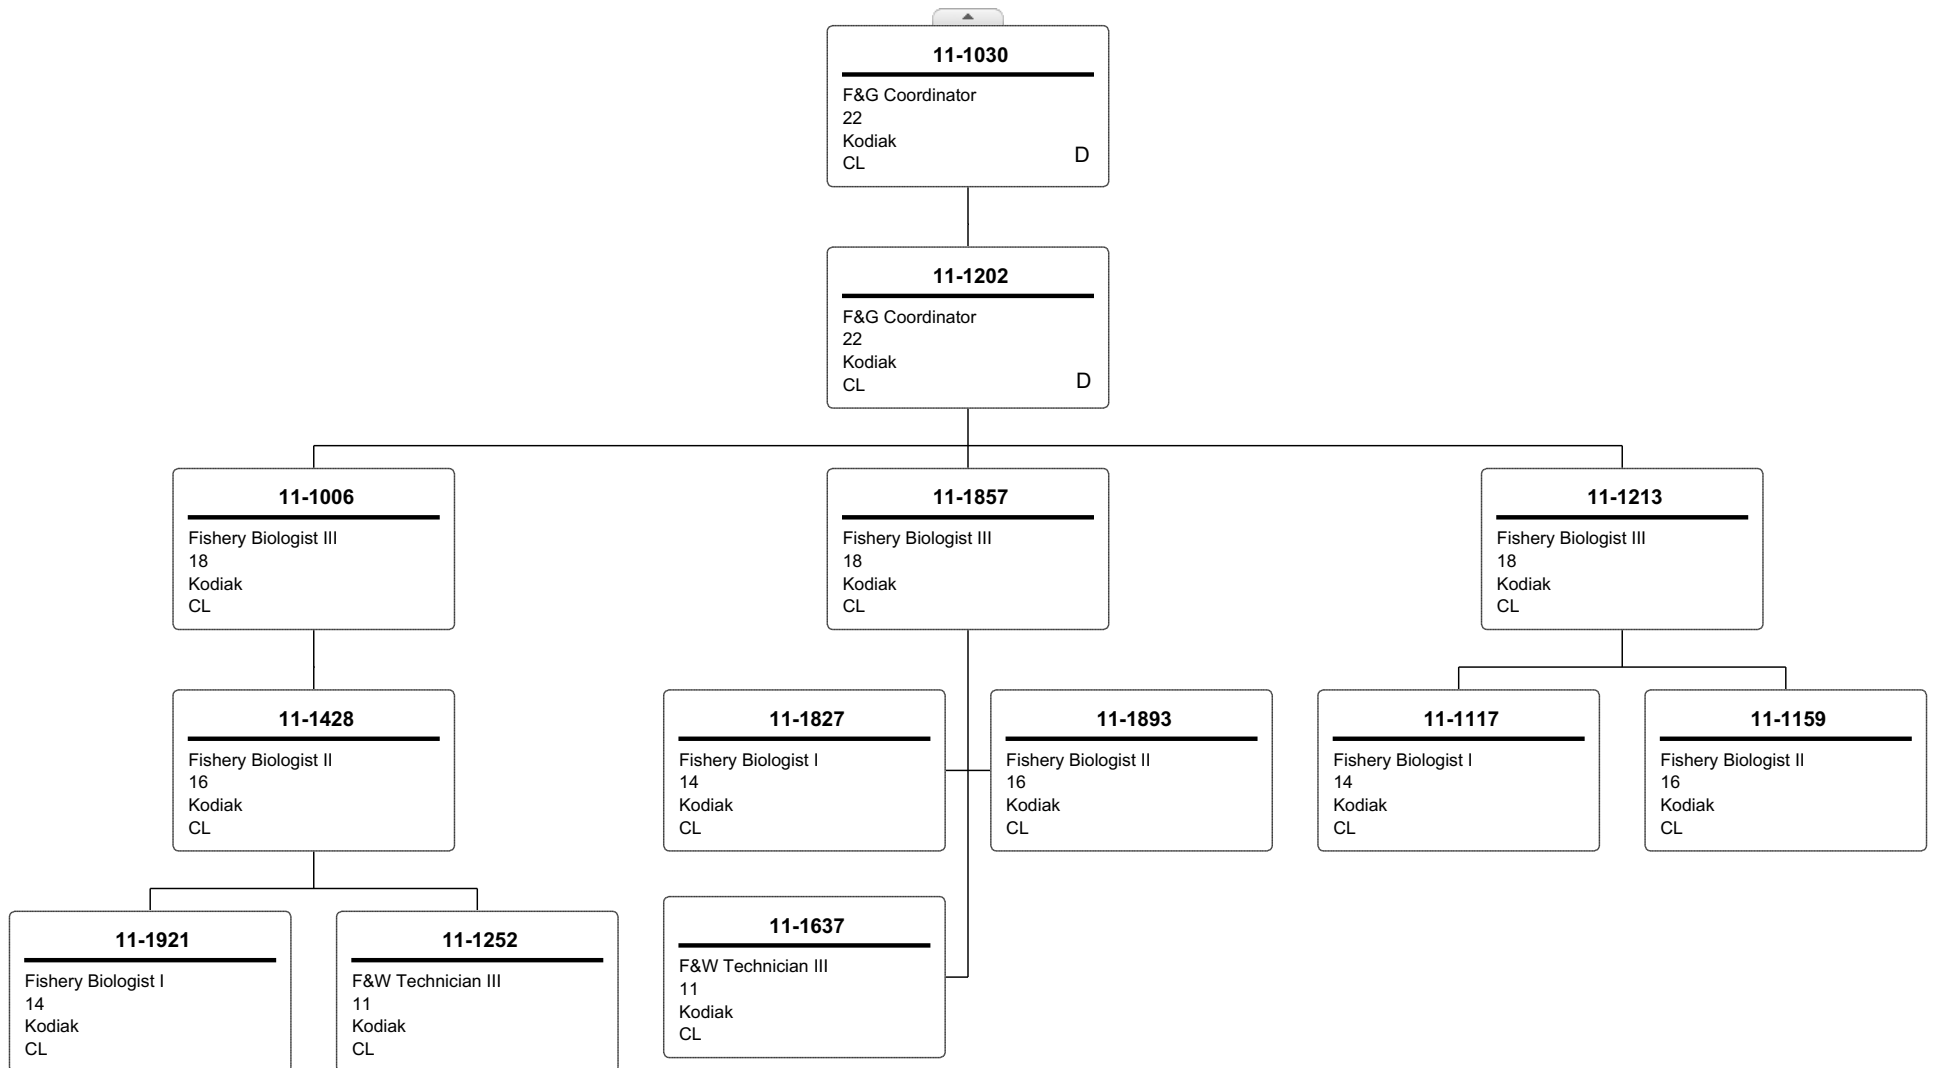 11-1030
F&G Coordinator
22
Kodiak
CL
D
11-1202
F&G Coordinator
22
Kodiak
CL
D
11-1006
Fishery Biologist III
18
Kodiak
CL
11-1857
Fishery Biologist III
18
Kodiak
CL
11-1213
Fishery Biologist III
18
Kodiak
CL
11-1428
Fishery Biologist II
16
Kodiak
CL
11-1827
Fishery Biologist I
14
Kodiak
CL
11-1893
Fishery Biologist II
16
Kodiak
CL
11-1117
Fishery Biologist I
14
Kodiak
CL
11-1159
Fishery Biologist II
16
Kodiak
CL
11-1921
Fishery Biologist I
14
Kodiak
CL
11-1252
F&W Technician III
11
Kodiak
CL
11-1637
F&W Technician III
11
Kodiak
CL